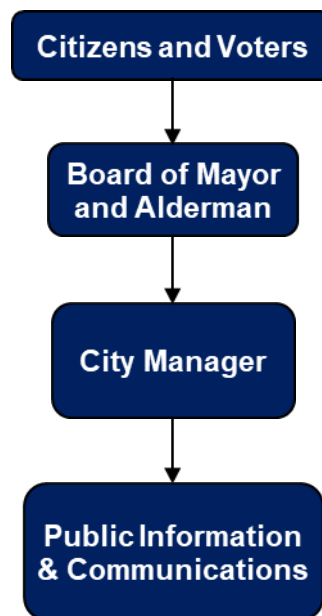 Citizens and Voters
Board of Mayor
and Alderman
City Manager
Public Information
& Communications